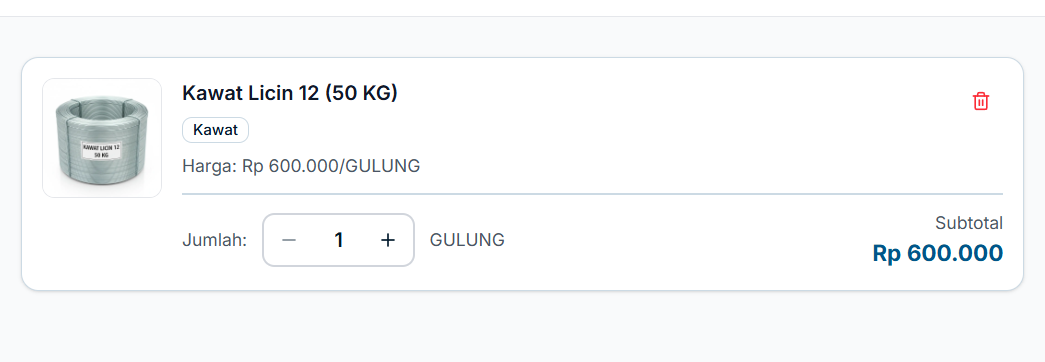 Kawat Licin 12 (50 KG)
Kawat
Harga: Rp 600.000/GULUNG
KAWAT LICIN 12
50 KG
Jumlah:
1
GULUNG
Subtotal
Rp 600.000